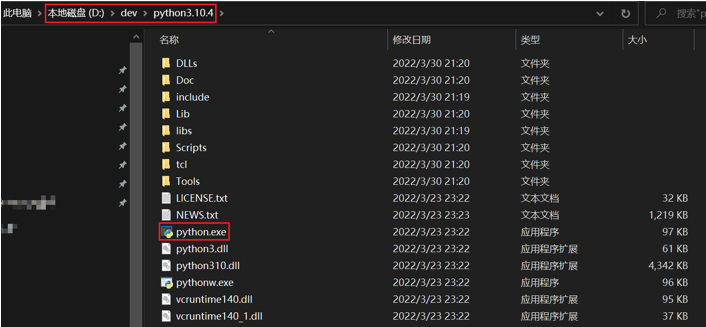 此电脑 > 本地磁盘 (D:) > dev > python3.10.4 >
名称 修改日期 类型 大小
DLLs 2022/3/30 21:20 文件夹
Doc 2022/3/30 21:20 文件夹
include 2022/3/30 21:19 文件夹
Lib 2022/3/30 21:20 文件夹
libs 2022/3/30 21:19 文件夹
Scripts 2022/3/30 21:20 文件夹
tcl 2022/3/30 21:20 文件夹
Tools 2022/3/30 21:20 文件夹
LICENSE.txt 2022/3/23 23:22 文本文档 32 KB
NEWS.txt 2022/3/23 23:23 文本文档 1,219 KB
python.exe 2022/3/23 23:22 应用程序 97 KB
python3.dll 2022/3/23 23:22 应用程序扩展 61 KB
python310.dll 2022/3/23 23:22 应用程序扩展 4,342 KB
pythonw.exe 2022/3/23 23:22 应用程序 96 KB
vcruntime140.dll 2022/3/23 23:22 应用程序扩展 95 KB
vcruntime140_1.dll 2022/3/23 23:22 应用程序扩展 37 KB